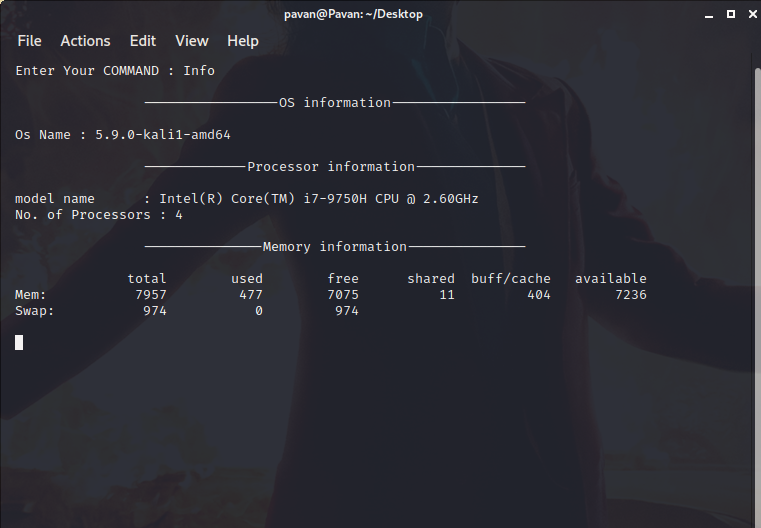 pavan@Pavan: ~/Desktop
File Actions Edit View Help
Enter Your COMMAND : Info
─────────────────OS information─────────────────
Os Name : 5.9.0-kali1-amd64
─────────────Processor information──────────────
model name      : Intel(R) Core(TM) i7-9750H CPU @ 2.60GHz
No. of Processors : 4
───────────────Memory information───────────────
total        used        free      shared  buff/cache   available
Mem:           7957         477        7075          11         404        7236
Swap:           974           0         974